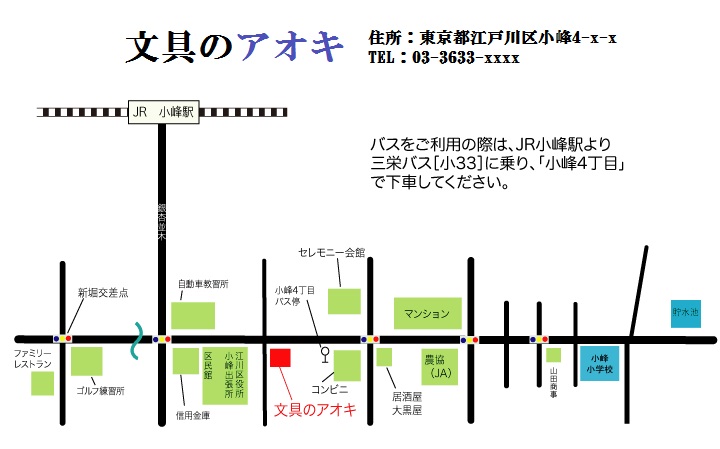 文具のアオキ
住所：東京都江戸川区小峰4-x-x
TEL：03-3633-xxxx
JR　小峰駅
バスをご利用の際は、JR小峰駅より
三栄バス［小33］に乗り、「小峰4丁目」
で下車してください。
銀杏並木
セレモニー会館
新堀交差点
自動車教習所
小峰4丁目
バス停
マンション
貯水池
ファミリー
レストラン
ゴルフ練習所
信用金庫
江戸川区役所
小峰出張所
区民館
文具のアオキ
コンビニ
居酒屋
大黒屋
農協
（JA）
山田商事
小峰
小学校